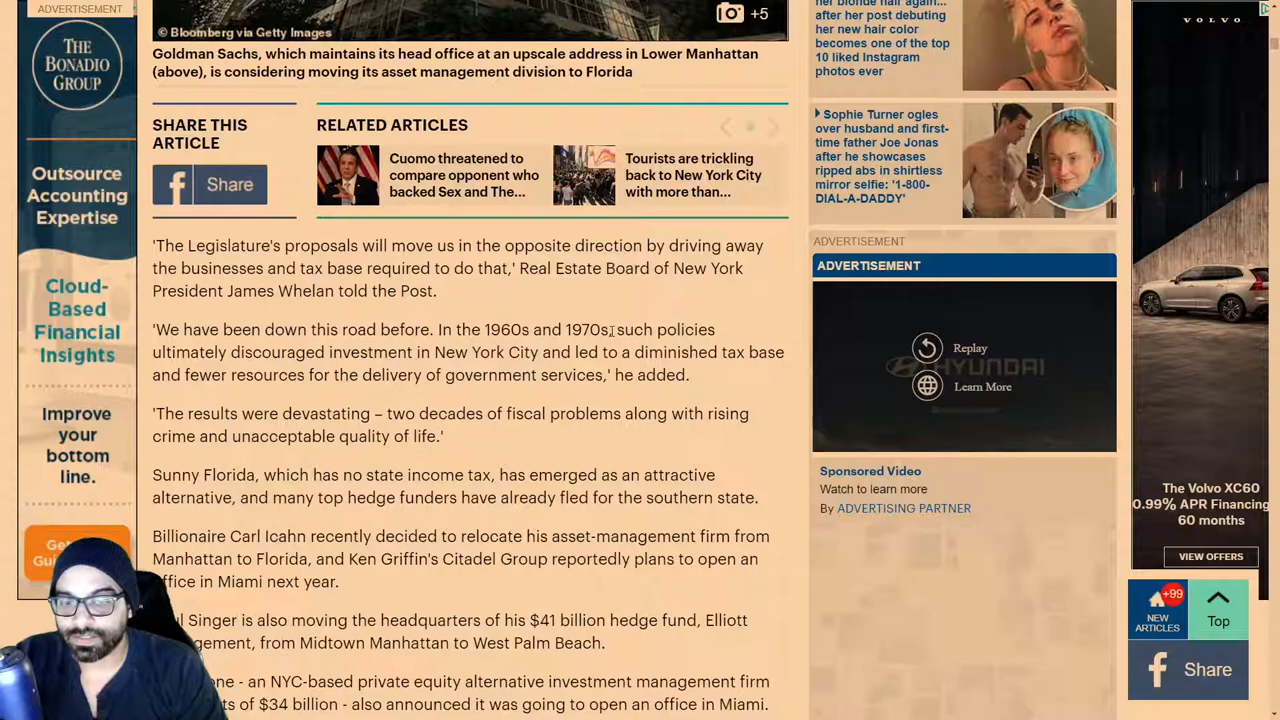 ADVERTISEMENT
THE
BONADIO
GROUP
Outsource
Accounting
Expertise
Cloud-
Based
Financial
Insights
Improve
your
bottom
line.
+5
© Bloomberg via Getty Images
Goldman Sachs, which maintains its head office at an upscale address in Lower Manhattan
(above), is considering moving its asset management division to Florida
SHARE THIS
ARTICLE
Share
RELATED ARTICLES
Cuomo threatened to
compare opponent who
backed Sex and The...
Tourists are trickling
back to New York City
with more than...
'The Legislature's proposals will move us in the opposite direction by driving away
the businesses and tax base required to do that,' Real Estate Board of New York
President James Whelan told the Post.
'We have been down this road before. In the 1960s and 1970s, such policies
ultimately discouraged investment in New York City and led to a diminished tax base
and fewer resources for the delivery of government services,' he added.
'The results were devastating – two decades of fiscal problems along with rising
crime and unacceptable quality of life.'
Sunny Florida, which has no state income tax, has emerged as an attractive
alternative, and many top hedge funders have already fled for the southern state.
Billionaire Carl Icahn recently decided to relocate his asset-management firm from
Manhattan to Florida, and Ken Griffin's Citadel Group reportedly plans to open an
office in Miami next year.
Singer is also moving the headquarters of his $41 billion hedge fund, Elliott
from Midtown Manhattan to West Palm Beach.
- an NYC-based private equity alternative investment management firm
of $34 billion - also announced it was going to open an office in Miami.
her blonde hair again...
after her post debuting
her new hair color
becomes one of the top
10 liked Instagram
photos ever
Sophie Turner ogles
over husband and first-
time father Joe Jonas
after he showcases
ripped abs in shirtless
mirror selfie: '1-800-
DIAL-A-DADDY'
ADVERTISEMENT
ADVERTISEMENT
Replay
HYUNDAI
Learn More
Sponsored Video
Watch to learn more
By ADVERTISING PARTNER
VOLVO
The Volvo XC60
0.99% APR Financing
60 months
VIEW OFFERS
+99
NEW
ARTICLES
Top
Share